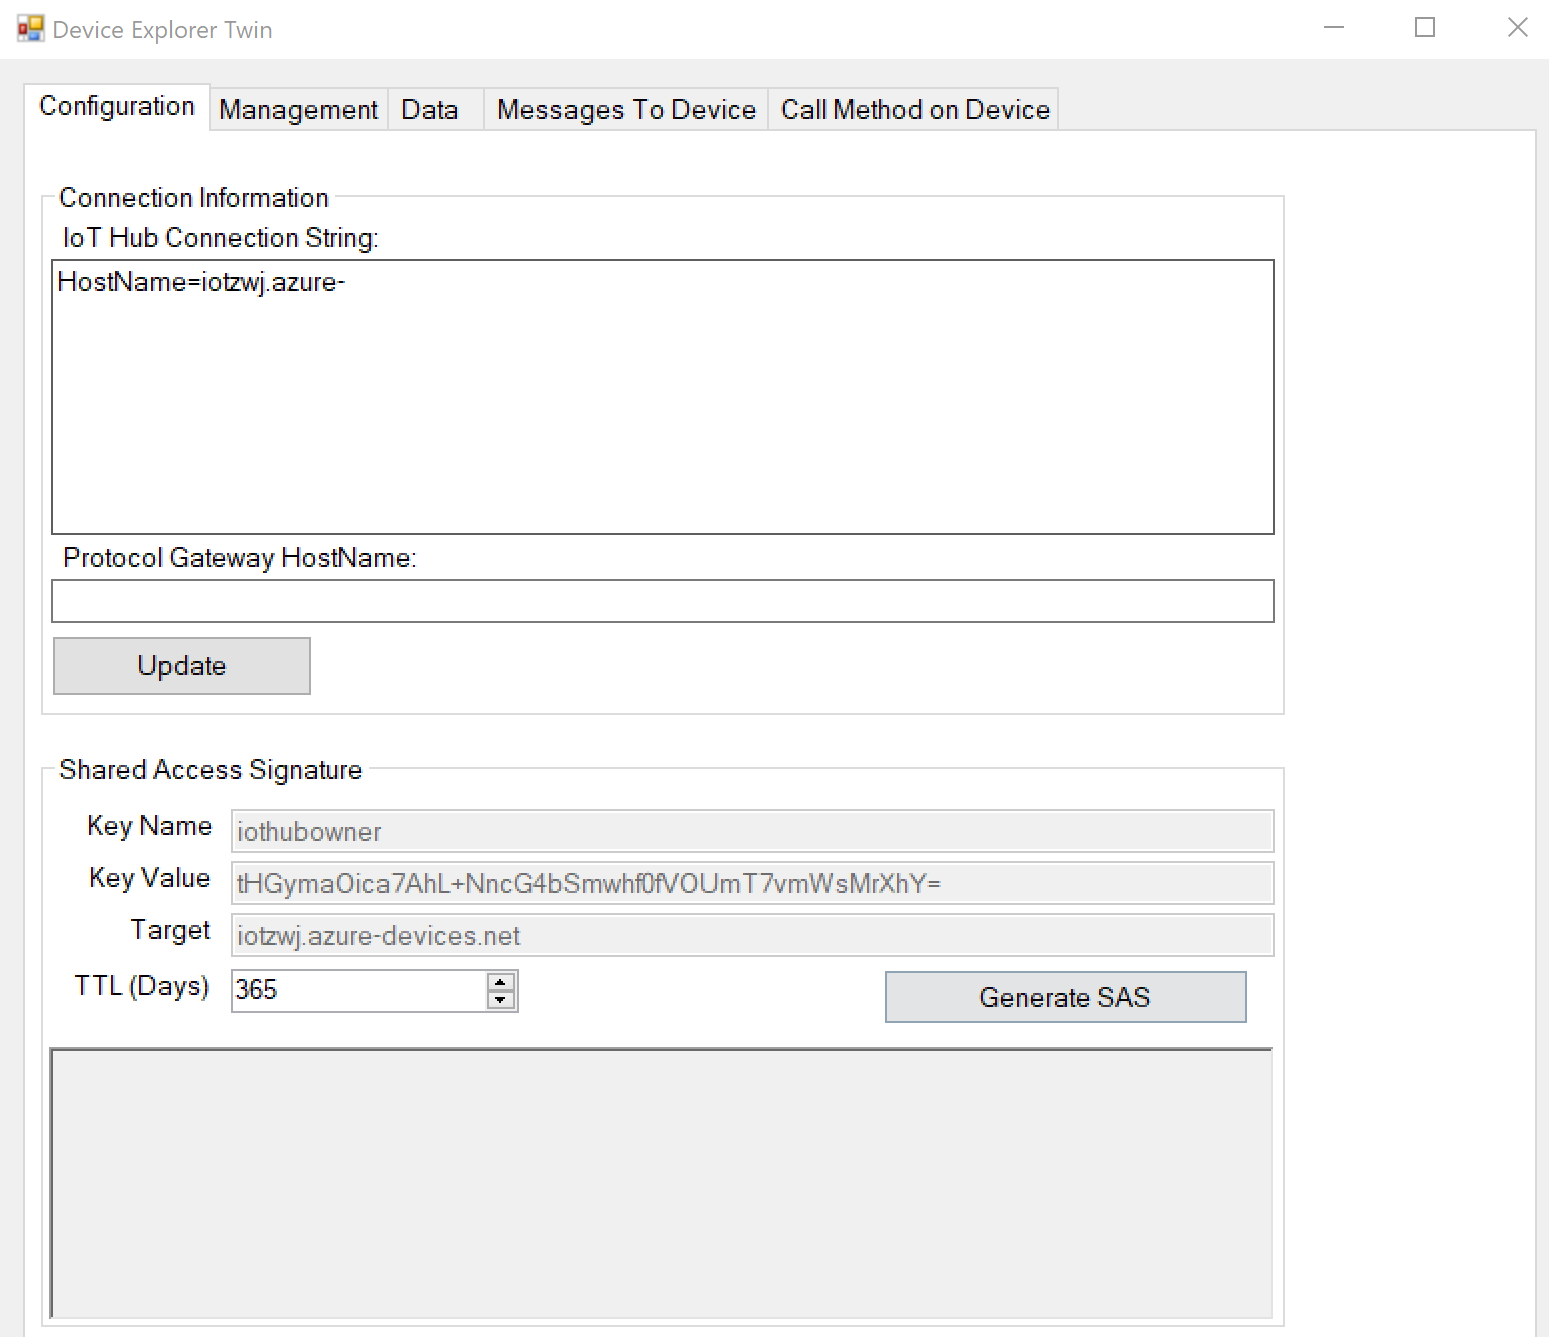 Device Explorer Twin
Configuration Management Data Messages To Device Call Method on Device
Connection Information
IoT Hub Connection String:
HostName=iotzwj.azure-
Protocol Gateway HostName:
Update
Shared Access Signature
Key Name iothubowner
Key Value tHGymaOica7AhL+NncG4bSmwhf0fVOUmT7vmWsMrXhY=
Target iotzwj.azure-devices.net
TTL (Days) 365
Generate SAS